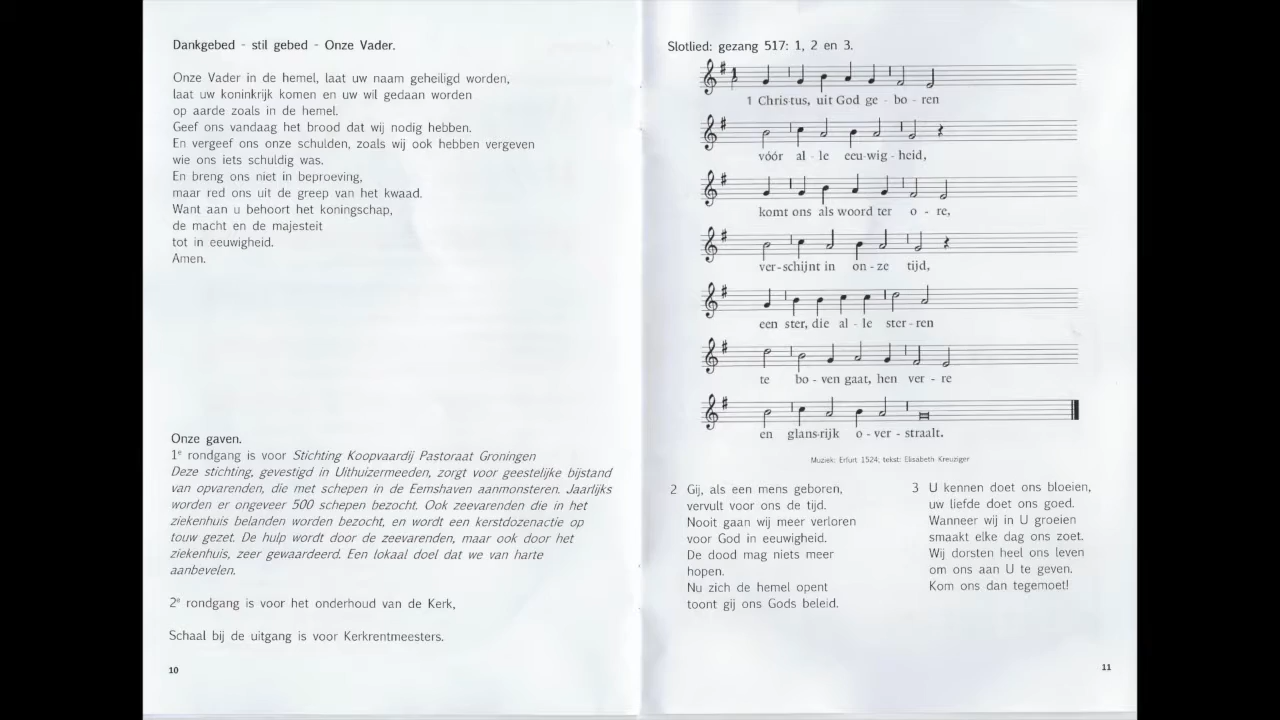 Dankgebed - stil gebed - Onze Vader.
Onze Vader in de hemel, laat uw naam geheiligd worden,
laat uw koninkrijk komen en uw wil gedaan worden
op aarde zoals in de hemel.
Geef ons vandaag het brood dat wij nodig hebben.
En vergeef ons onze schulden, zoals wij ook hebben vergeven
wie ons iets schuldig was.
En breng ons niet in beproeving,
maar red ons uit de greep van het kwaad.
Want aan u behoort het koningschap,
de macht en de majesteit
tot in eeuwigheid.
Amen.
Onze gaven.
1e rondgang is voor Stichting Koopvaardij Pastoraat Groningen
Deze stichting, gevestigd in Uithuizermeeden, zorgt voor geestelijke bijstand
van opvarenden, die met schepen in de Eemshaven aanmonsteren. Jaarlijks
worden er ongeveer 500 schepen bezocht. Ook zeevarenden die in het
ziekenhuis belanden worden bezocht, en wordt een kerstdozenactie op
touw gezet. De hulp wordt door de zeevarenden, maar ook door het
ziekenhuis, zeer gewaardeerd. Een lokaal doel dat we van harte
aanbevelen.
2e rondgang is voor het onderhoud van de Kerk,
Schaal bij de uitgang is voor Kerkrentmeesters.
10
Slotlied: gezang 517: 1, 2 en 3.
1 Christus, uit God ge - bo - ren
vóór al - le eeu-wig - heid,
komt ons als woord ter o - re,
ver-schijnt in on - ze tijd,
een ster, die al - le ster - ren
te bo - ven gaat, hen ver - re
en glans-rijk o - ver - straalt.
Muziek: Erfurt 1524; tekst: Elisabeth Kreuziger
2 Gij, als een mens geboren,
vervult voor ons de tijd.
Nooit gaan wij meer verloren
voor God in eeuwigheid.
De dood mag niets meer
hopen.
Nu zich de hemel opent
toont gij ons Gods beleid.
3 U kennen doet ons bloeien,
uw liefde doet ons goed.
Wanneer wij in U groeien
smaakt elke dag ons zoet.
Wij dorsten heel ons leven
om ons aan U te geven.
Kom ons dan tegemoet!
11